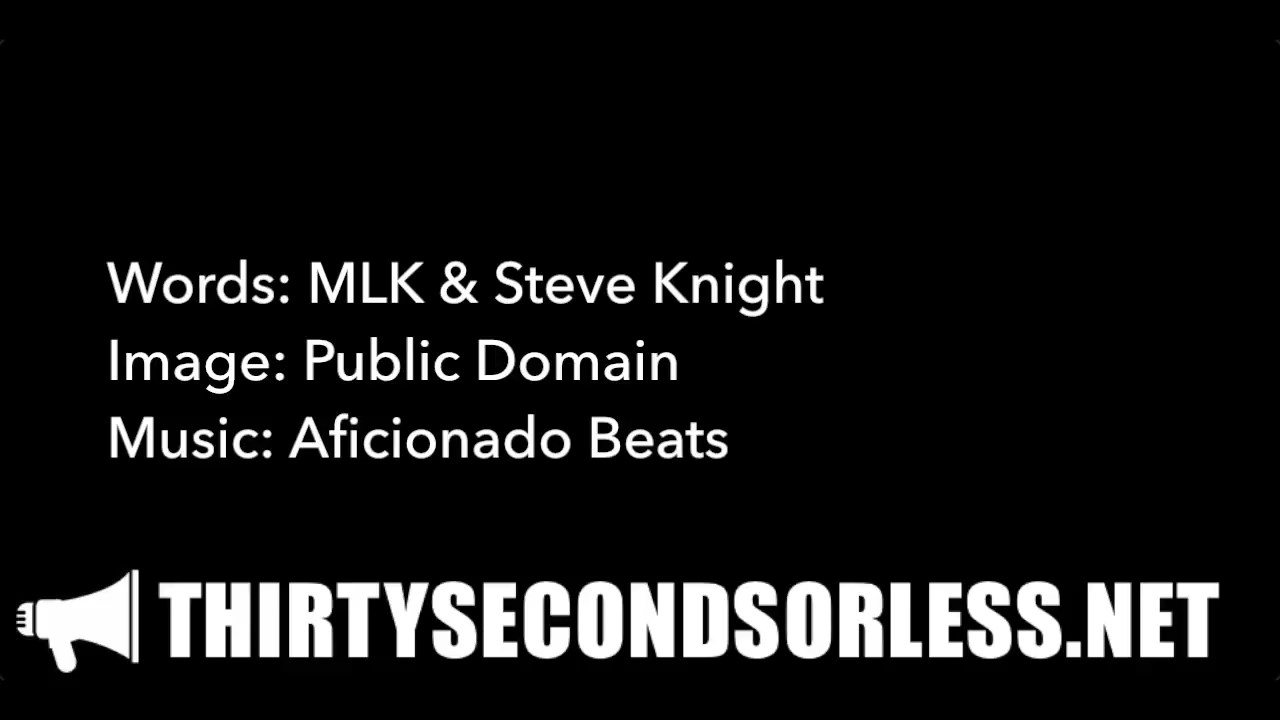 Words: MLK & Steve Knight
Image: Public Domain
Music: Aficionado Beats
THIRTYSECONDSORLESS.NET